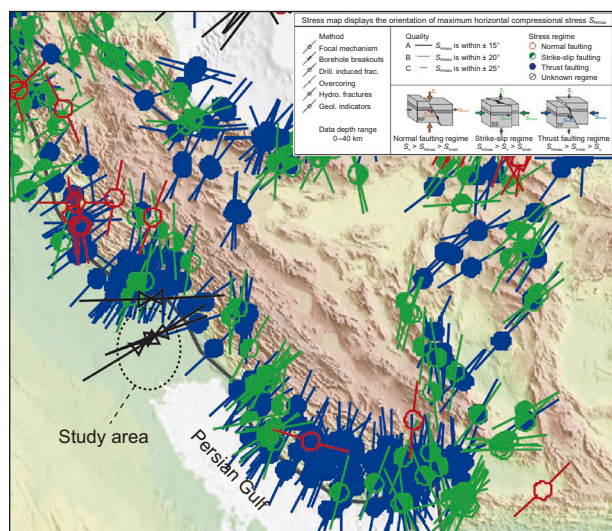 Stress map displays the orientation of maximum horizontal compressional stress SHmax
Method
Focal mechanism
Borehole breakouts
Drill. induced frac.
Overcoring
Hydro. fractures
Geol. indicators
Data depth range
0–40 km
Quality
A SHmax is within ± 15°
B SHmax is within ± 20°
C SHmax is within ± 25°
Stress regime
Normal faulting
Strike-slip faulting
Thrust faulting
Unknown regime
NF
SS
TF
Normal faulting regime
Sv > SHmax > Shmin
Strike-slip regime
SHmax > Sv > Shmin
Thrust faulting regime
SHmax > Shmin > Sv
Study area
Persian Gulf